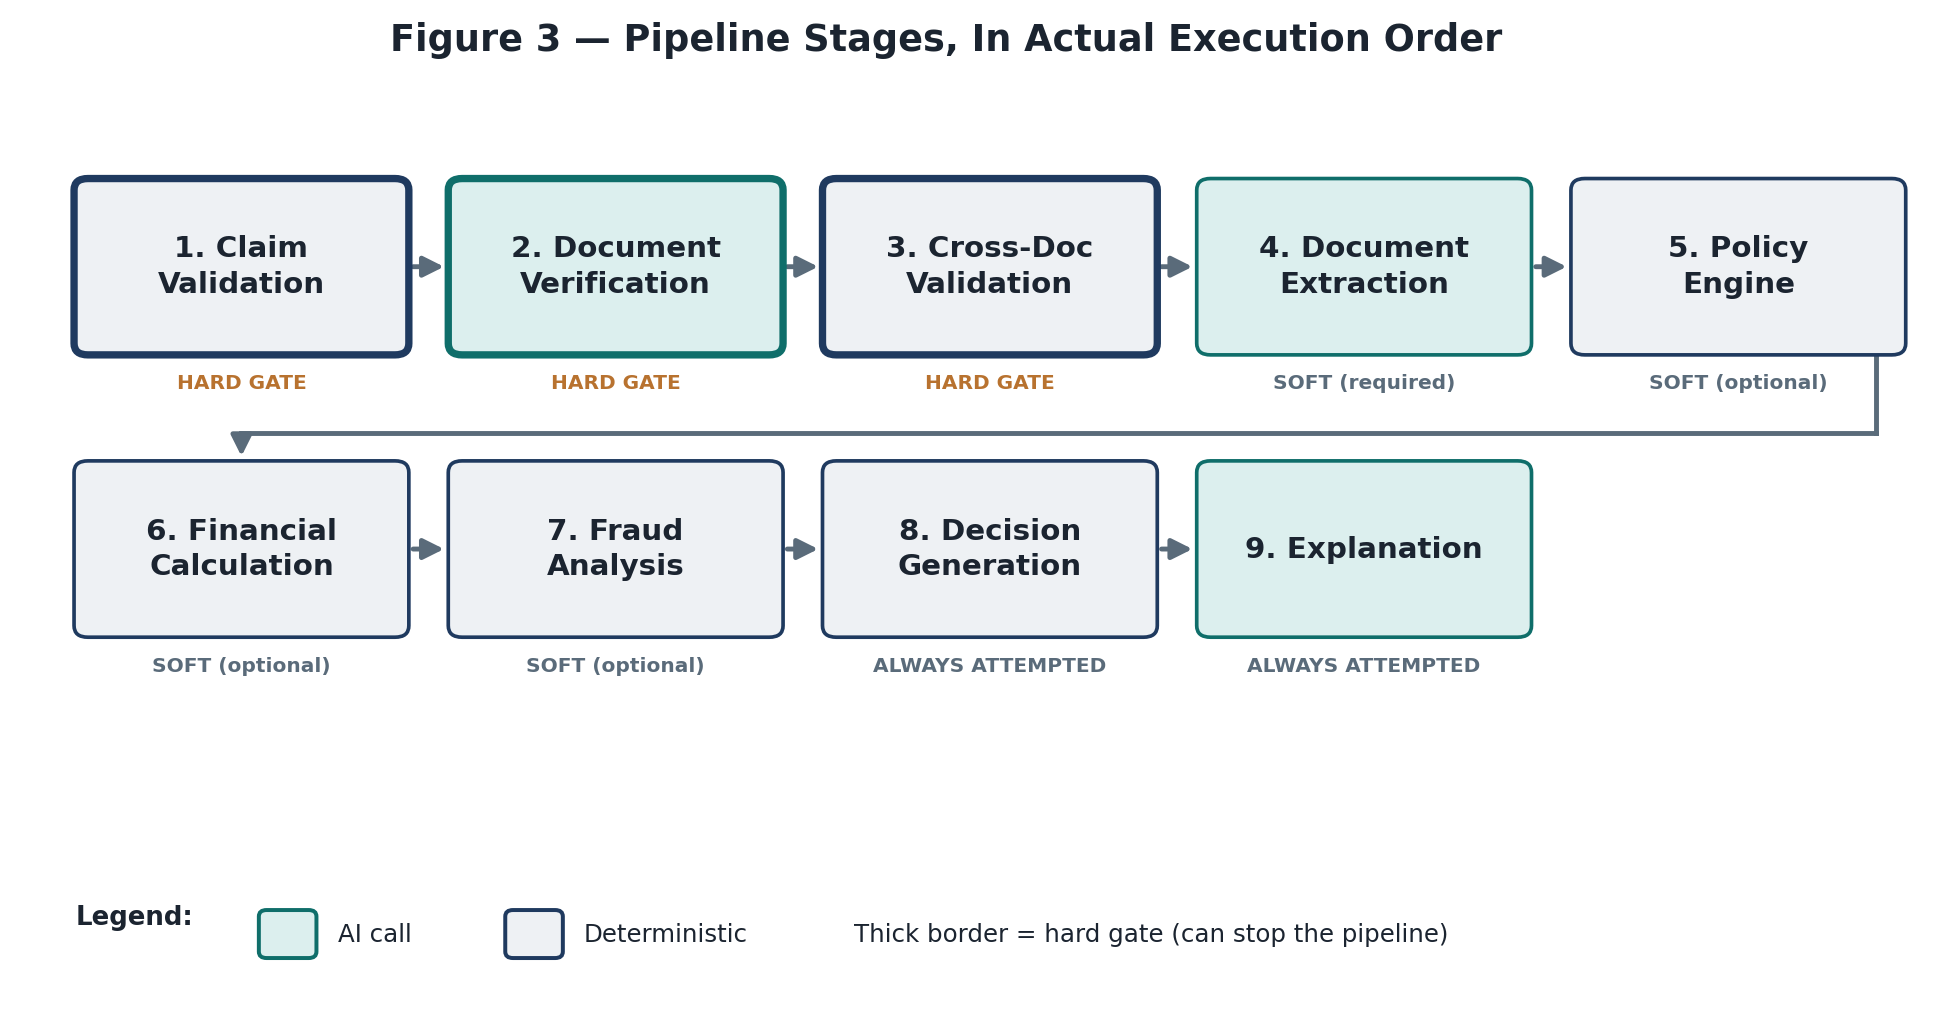 Figure 3 — Pipeline Stages, In Actual Execution Order
1. Claim
Validation
HARD GATE
2. Document
Verification
HARD GATE
3. Cross-Doc
Validation
HARD GATE
4. Document
Extraction
SOFT (required)
5. Policy
Engine
SOFT (optional)
6. Financial
Calculation
SOFT (optional)
7. Fraud
Analysis
SOFT (optional)
8. Decision
Generation
ALWAYS ATTEMPTED
9. Explanation
ALWAYS ATTEMPTED
Legend:
AI call
Deterministic
Thick border = hard gate (can stop the pipeline)